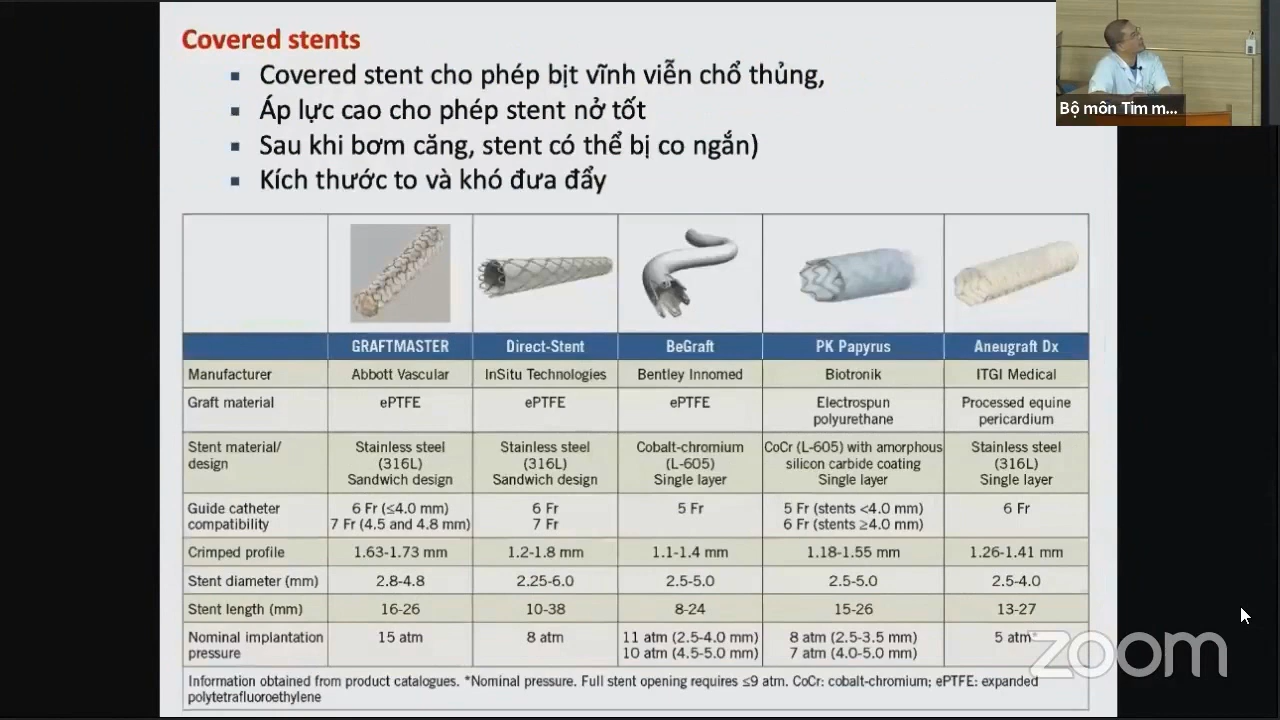 Covered stents
▪ Covered stent cho phép bịt vĩnh viễn chổ thủng,
▪ Áp lực cao cho phép stent nở tốt
▪ Sau khi bơm căng, stent có thể bị co ngắn)
▪ Kích thước to và khó đưa đẩy
Bộ môn Tim m...
GRAFTMASTER Direct-Stent BeGraft PK Papyrus Aneugraft Dx
Manufacturer Abbott Vascular InSitu Technologies Bentley Innomed Biotronik ITGI Medical
Graft material ePTFE ePTFE ePTFE Electrospun Processed equine
polyurethane pericardium
Stent material/ Stainless steel Stainless steel Cobalt-chromium CoCr (L-605) with amorphous Stainless steel
design (316L) (316L) (L-605) silicon carbide coating (316L)
Sandwich design Sandwich design Single layer Single layer Single layer
Guide catheter 6 Fr (≤4.0 mm) 6 Fr 5 Fr 5 Fr (stents <4.0 mm) 6 Fr
compatibility 7 Fr (4.5 and 4.8 mm) 7 Fr 6 Fr (stents ≥4.0 mm)
Crimped profile 1.63-1.73 mm 1.2-1.8 mm 1.1-1.4 mm 1.18-1.55 mm 1.26-1.41 mm
Stent diameter (mm) 2.8-4.8 2.25-6.0 2.5-5.0 2.5-5.0 2.5-4.0
Stent length (mm) 16-26 10-38 8-24 15-26 13-27
Nominal implantation 15 atm 8 atm 11 atm (2.5-4.0 mm) 8 atm (2.5-3.5 mm) 5 atm*
pressure 10 atm (4.5-5.0 mm) 7 atm (4.0-5.0 mm)
Information obtained from product catalogues. *Nominal pressure. Full stent opening requires ≤9 atm. CoCr: cobalt-chromium; ePTFE: expanded
polytetrafluoroethylene
zoom